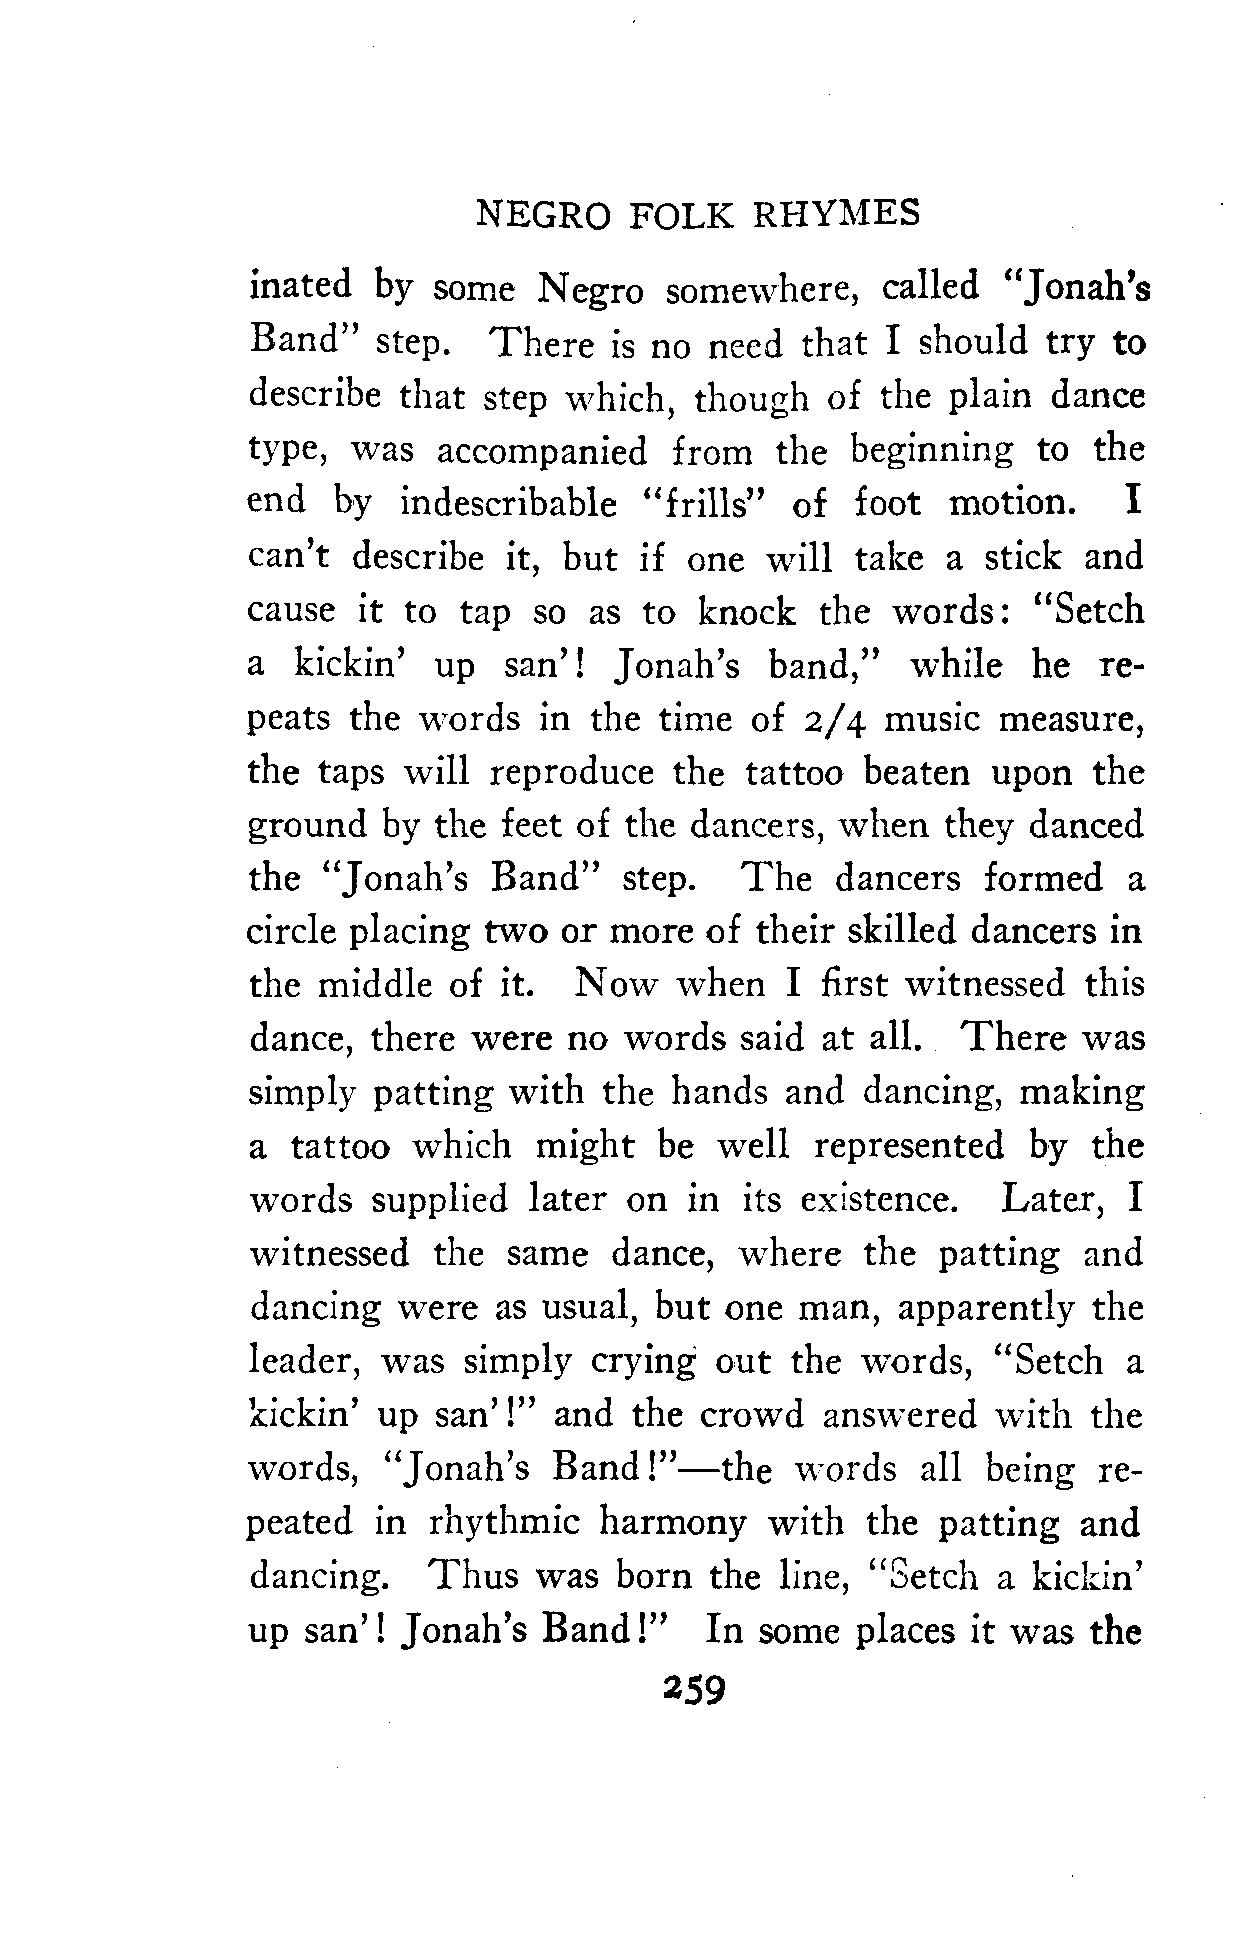 NEGRO FOLK RHYMES
inated by some Negro somewhere, called "Jonah's
Band" step. There is no need that I should try to
describe that step which, though of the plain dance
type, was accompanied from the beginning to the
end by indescribable "frills" of foot motion. I
can't describe it, but if one will take a stick and
cause it to tap so as to knock the words: "Setch
a kickin' up san'! Jonah's band," while he re-
peats the words in the time of 2/4 music measure,
the taps will reproduce the tattoo beaten upon the
ground by the feet of the dancers, when they danced
the "Jonah's Band" step. The dancers formed a
circle placing two or more of their skilled dancers in
the middle of it. Now when I first witnessed this
dance, there were no words said at all. There was
simply patting with the hands and dancing, making
a tattoo which might be well represented by the
words supplied later on in its existence. Later, I
witnessed the same dance, where the patting and
dancing were as usual, but one man, apparently the
leader, was simply crying out the words, "Setch a
kickin' up san'!" and the crowd answered with the
words, "Jonah's Band!"—the words all being re-
peated in rhythmic harmony with the patting and
dancing. Thus was born the line, "Setch a kickin'
up san'! Jonah's Band!" In some places it was the
259